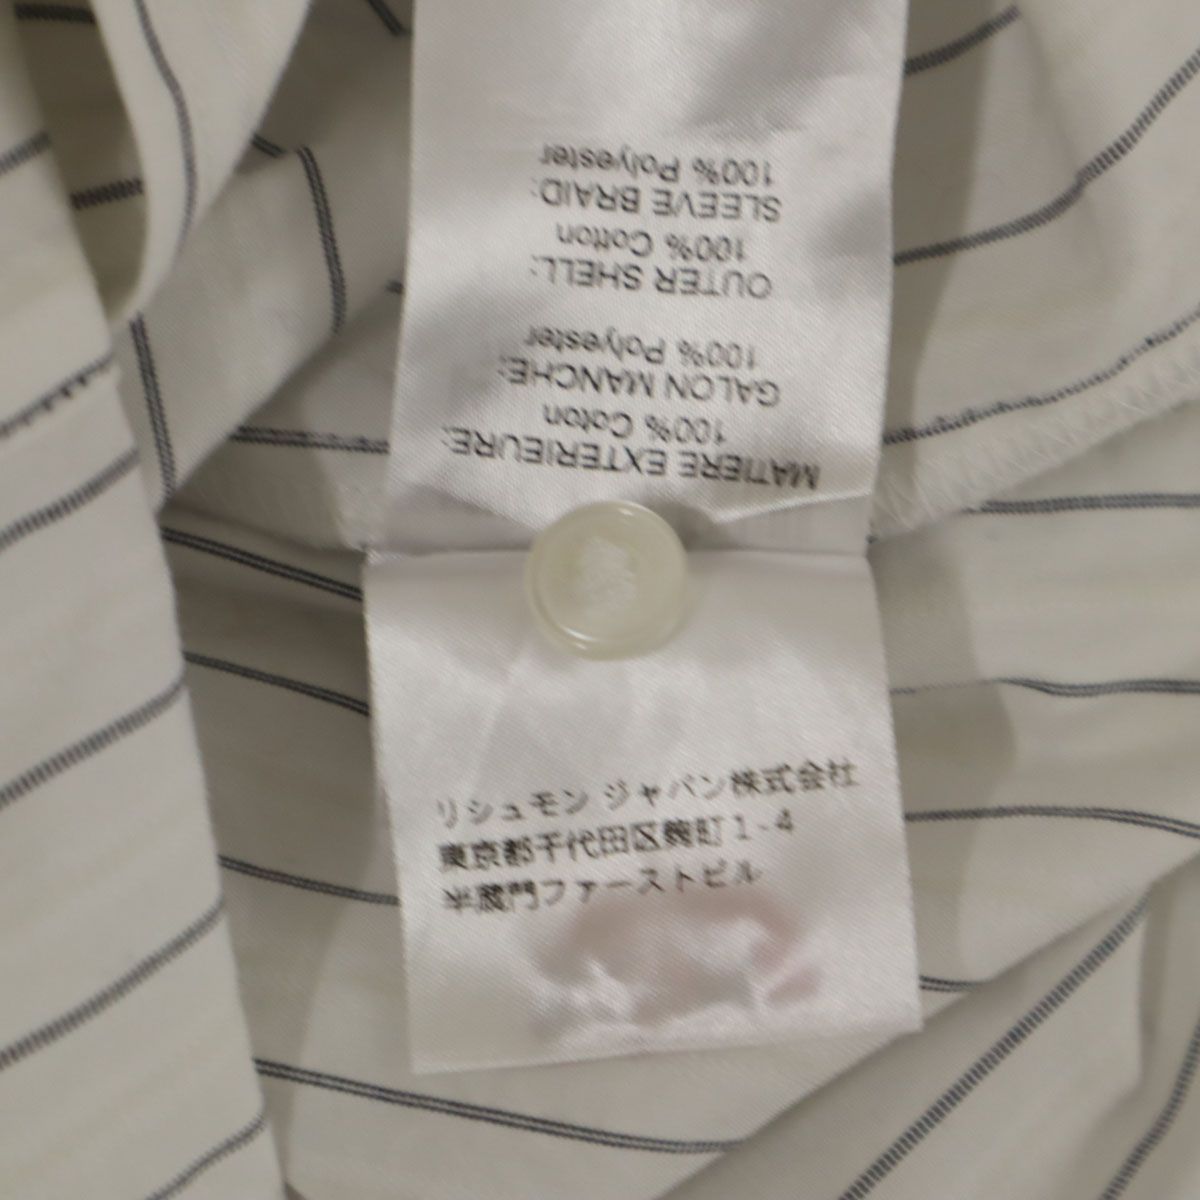 MATIERE EXTERIEURE:
100% Coton
GALON MANCHE:
100% Polyester
OUTER SHELL:
100% Cotton
SLEEVE BRAID:
100% Polyester
リシュモン ジャパン株式会社
東京都千代田区麹町 1 - 4
半蔵門ファーストビル